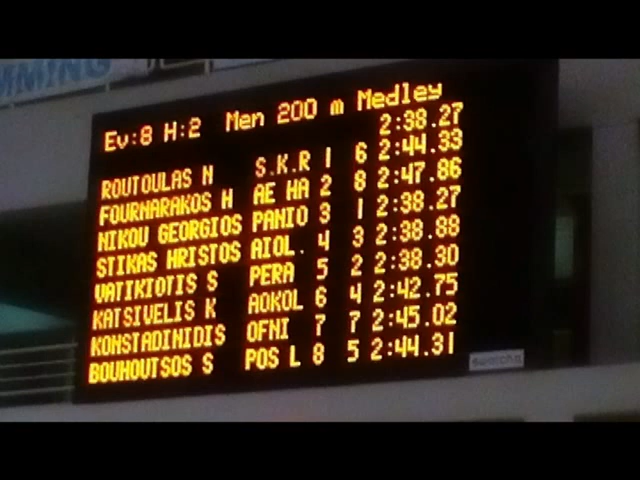 MMING
Ev:8 H:2 Men 200 m Medley
2:38.27
ROUTOULAS N S.K.R 1 6 2:44.33
FOURNARAKOS H AE HA 2 8 2:47.86
NIKOU GEORGIOS PANIO 3 1 2:38.27
STIKAS HRISTOS AIOL. 4 3 2:38.88
VATIKIOTIS S PERA 5 2 2:38.30
KATSIVELIS K AOKOL 6 4 2:42.75
KONSTADINIDIS OFNI 7 7 2:45.02
BOUHOUTSOS S POS L 8 5 2:44.31